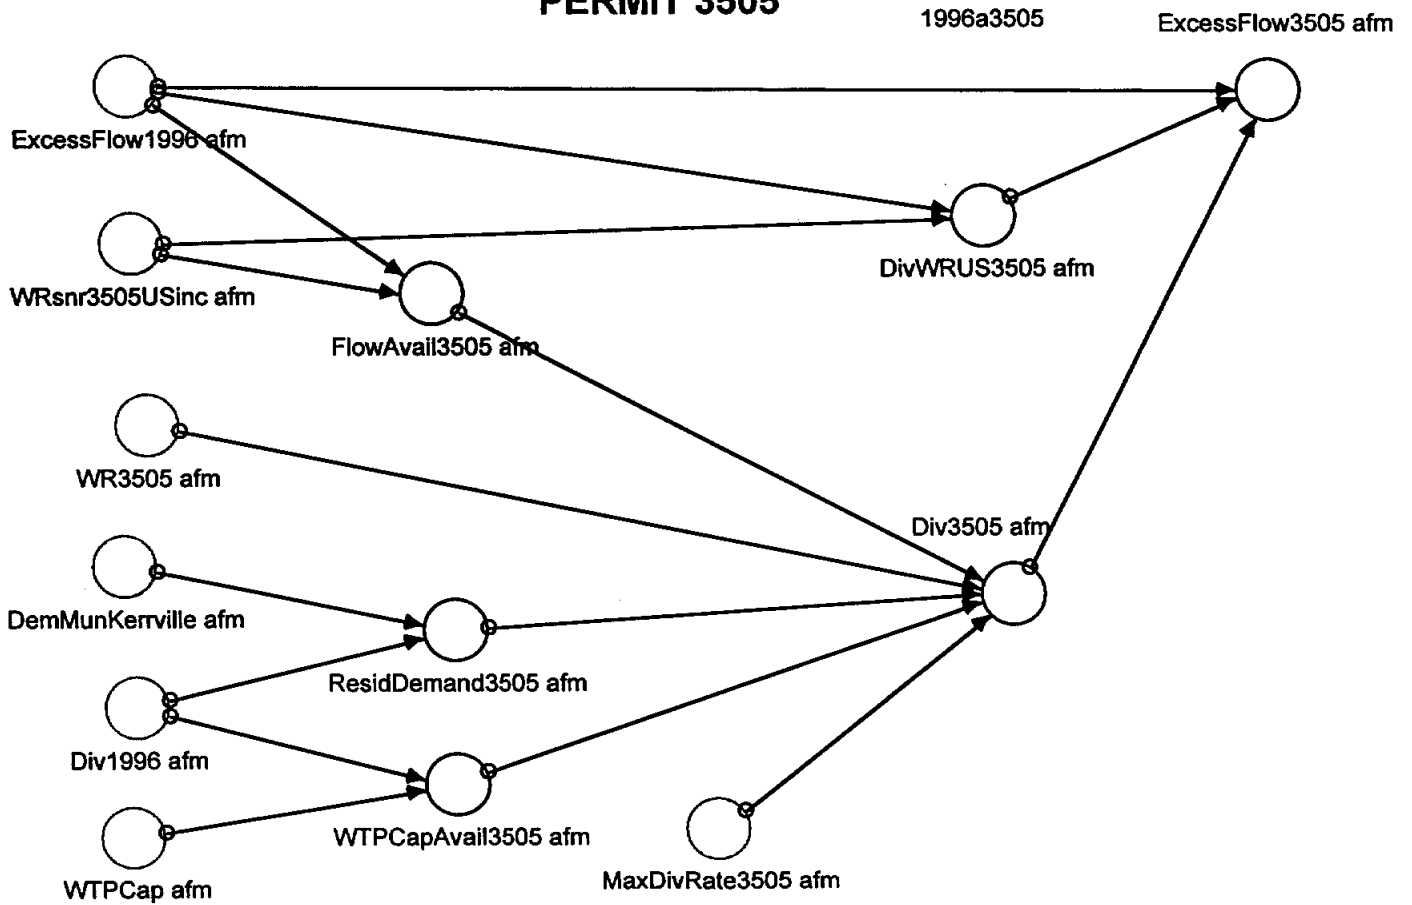 PERMIT 3505
1996a3505
ExcessFlow3505 afm
ExcessFlow1996 afm
DivWRUS3505 afm
WRsnr3505USinc afm
FlowAvail3505 afm
WR3505 afm
Div3505 afm
DemMunKerrville afm
ResidDemand3505 afm
Div1996 afm
WTPCapAvail3505 afm
MaxDivRate3505 afm
WTPCap afm